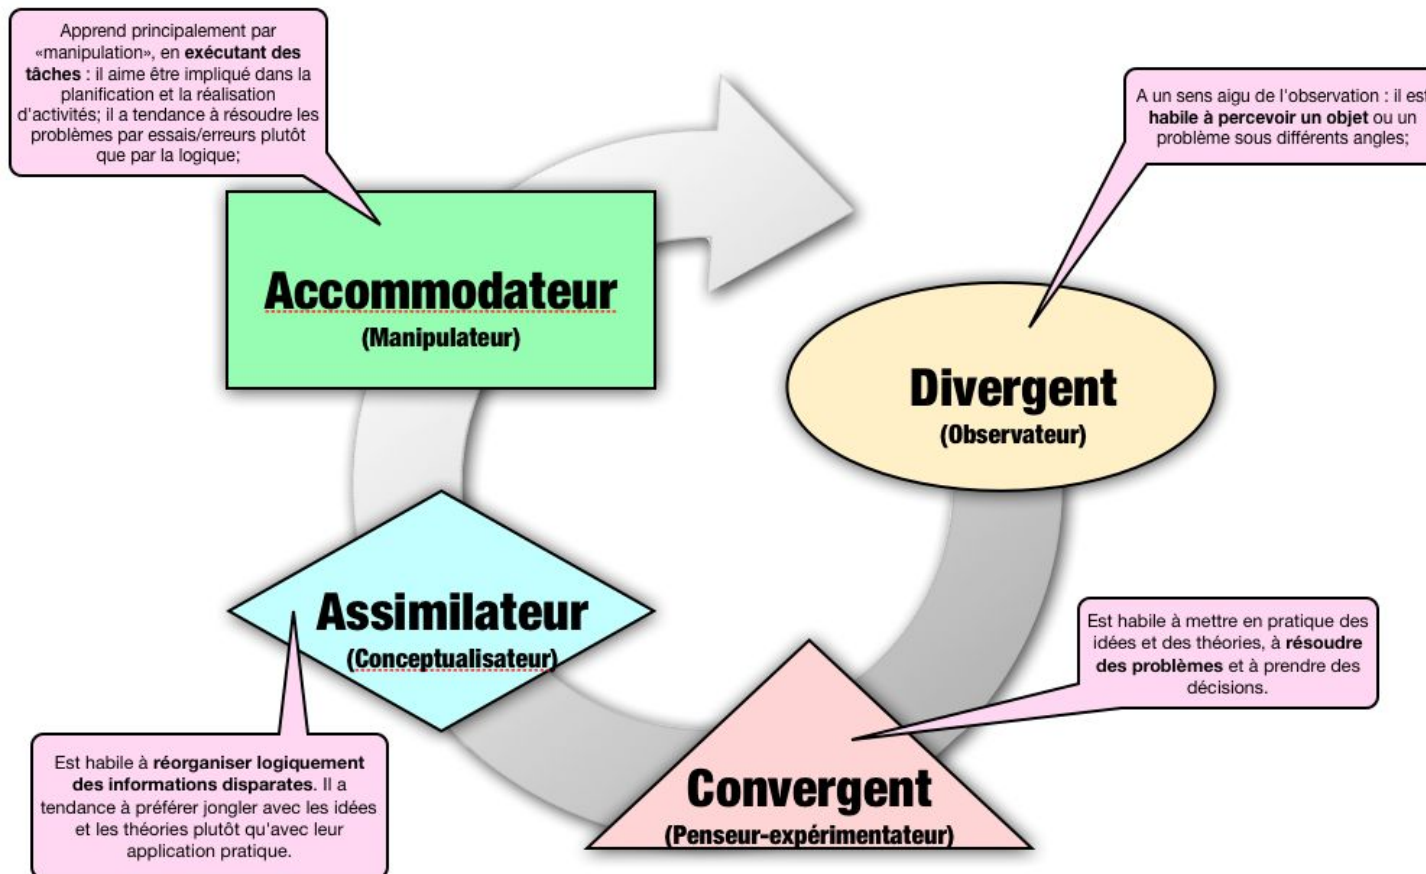 Apprend principalement par
«manipulation», en exécutant des
tâches : il aime être impliqué dans la
planification et la réalisation
d'activités; il a tendance à résoudre les
problèmes par essais/erreurs plutôt
que par la logique;
A un sens aigu de l'observation : il est
habile à percevoir un objet ou un
problème sous différents angles;
Accommodateur
(Manipulateur)
Divergent
(Observateur)
Assimilateur
(Conceptualisateur)
Est habile à mettre en pratique des
idées et des théories, à résoudre
des problèmes et à prendre des
décisions.
Est habile à réorganiser logiquement
des informations disparates. Il a
tendance à préférer jongler avec les idées
et les théories plutôt qu'avec leur
application pratique.
Convergent
(Penseur-expérimentateur)